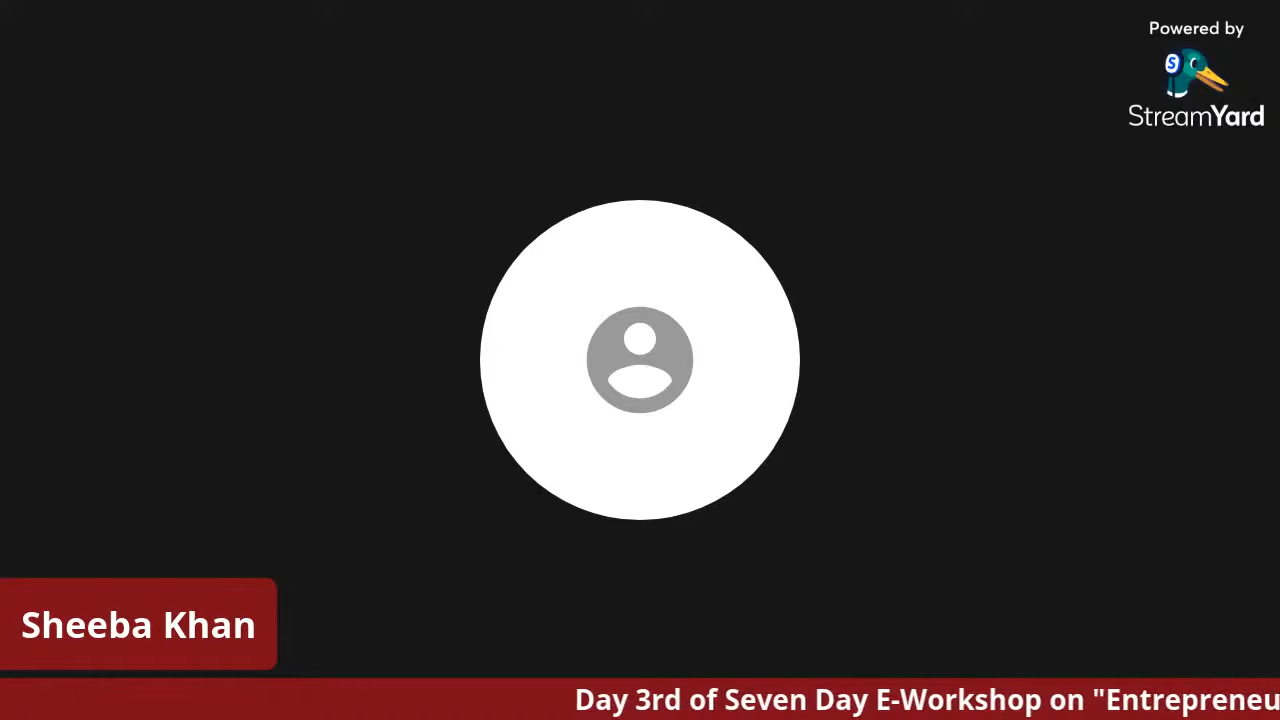 Powered by
S
StreamYard
Sheeba Khan
Day 3rd of Seven Day E-Workshop on "Entrepreneu